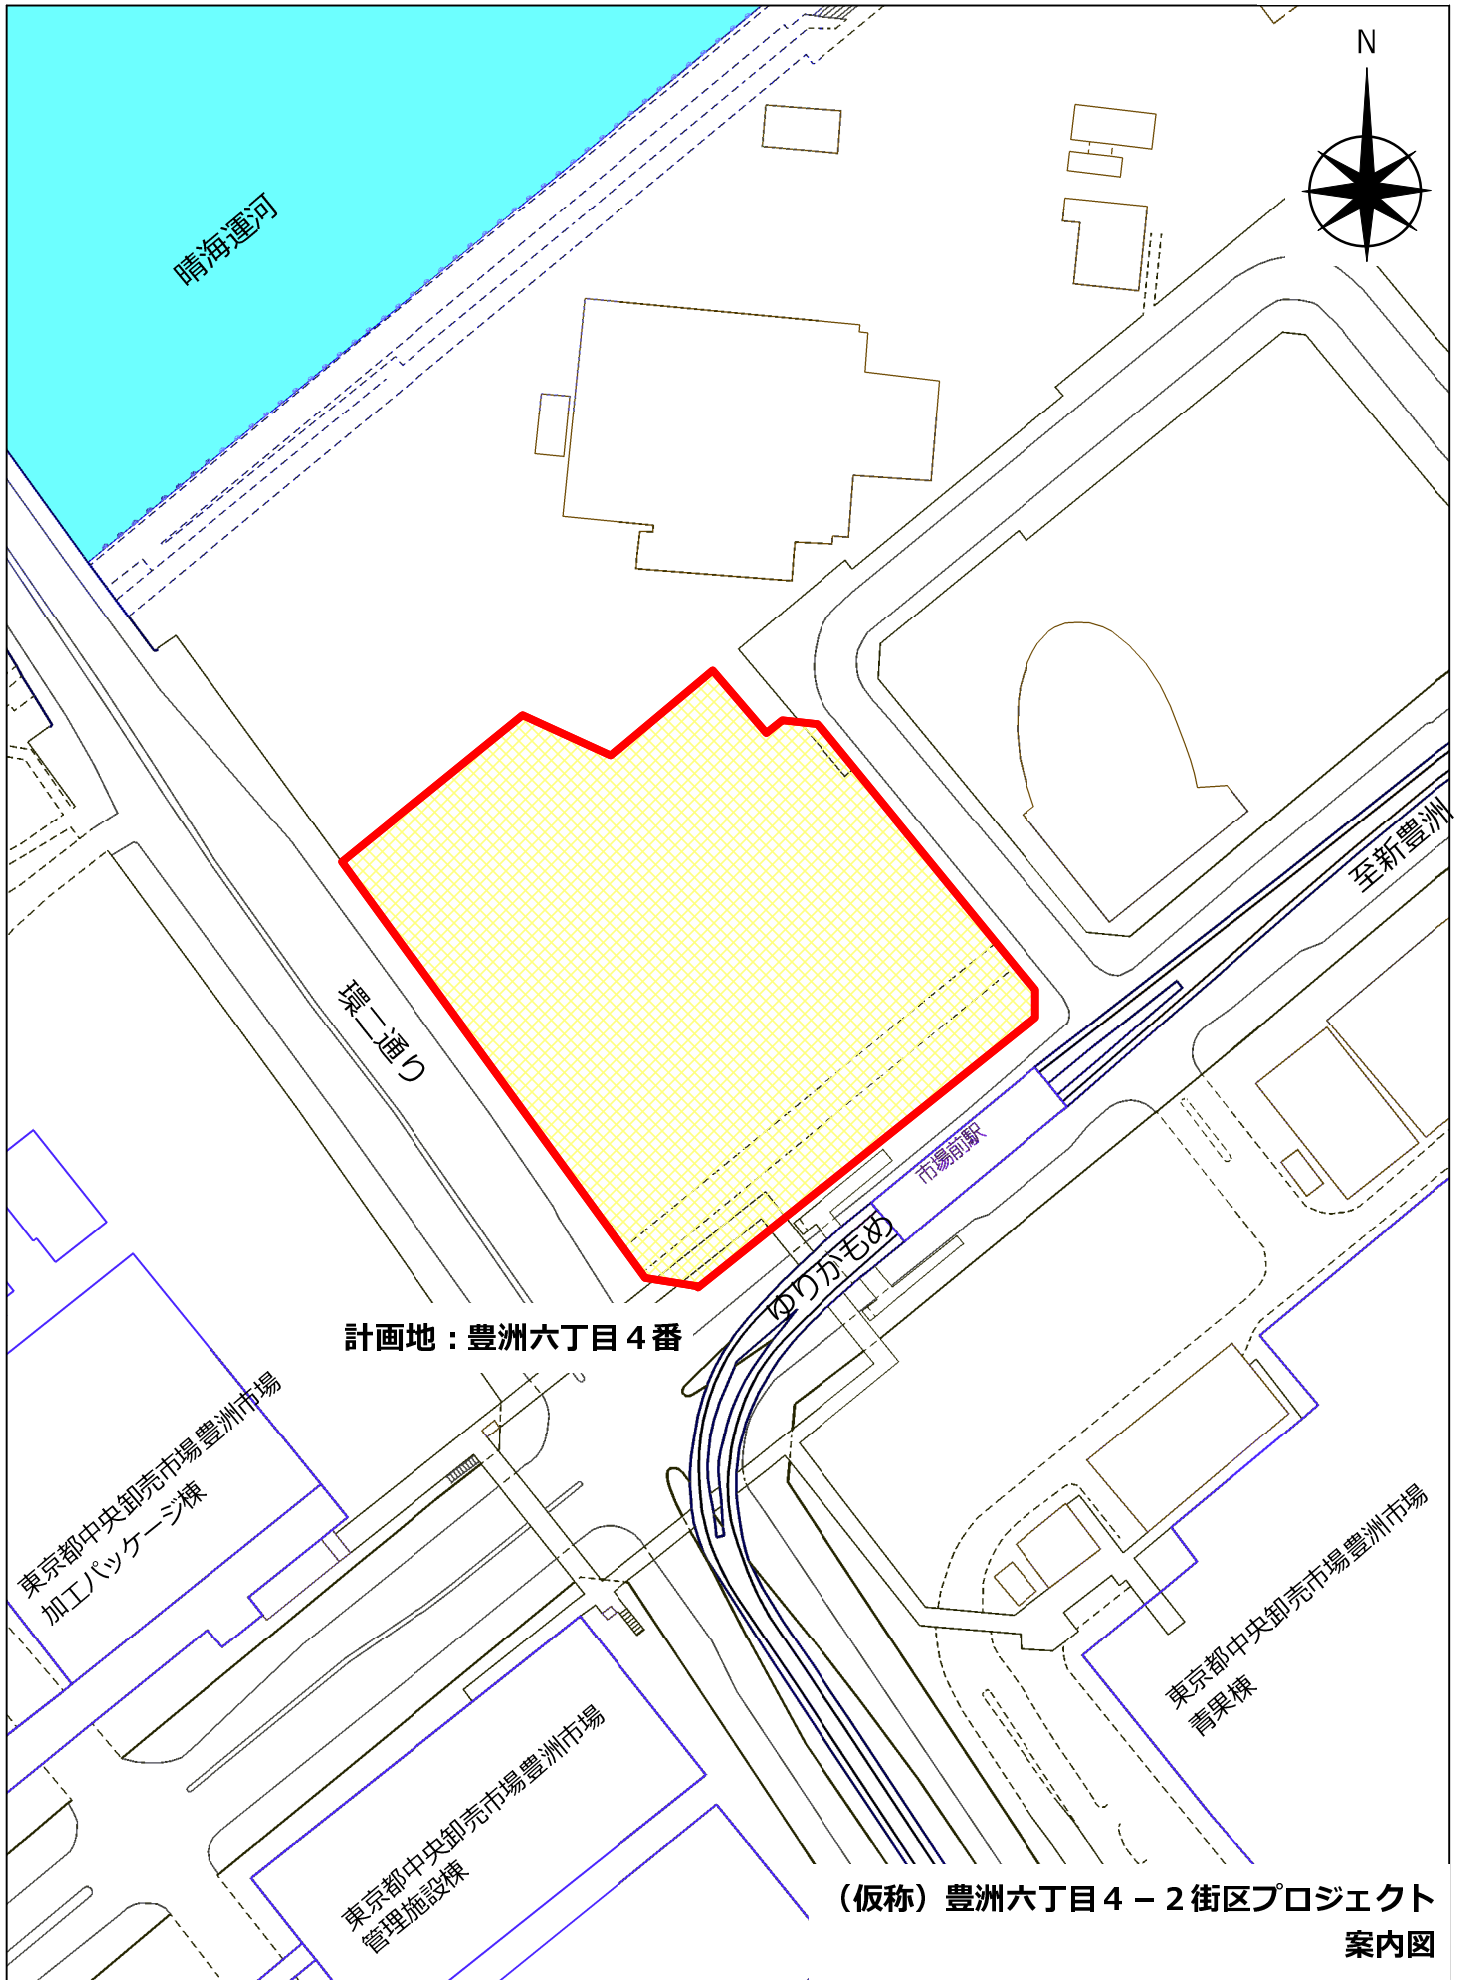 N
晴海運河
至新豊洲
環二通り
市場前駅
ゆりかもめ
計画地：豊洲六丁目４番
東京都中央卸売市場豊洲市場
加工パッケージ棟
東京都中央卸売市場豊洲市場
青果棟
東京都中央卸売市場豊洲市場
管理施設棟
（仮称）豊洲六丁目４－２街区プロジェクト
案内図